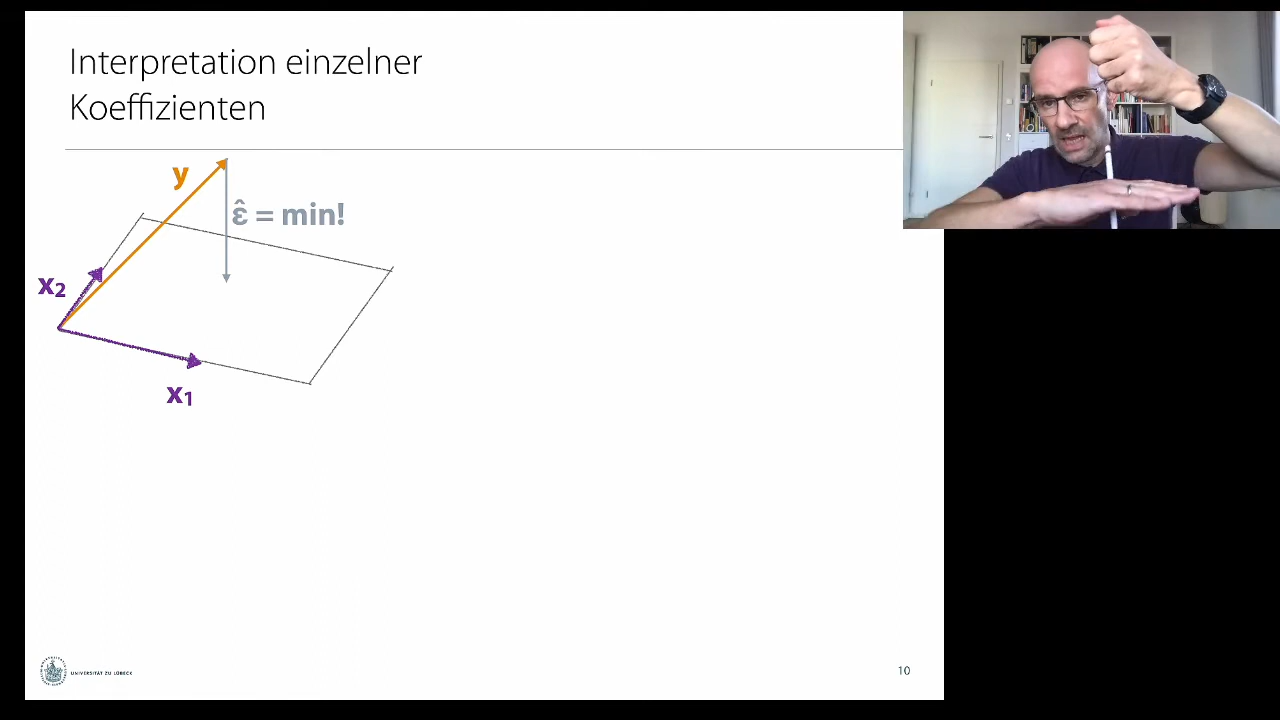 Interpretation einzelner
Koeffizienten
y
ε̂ = min!
x₂
x₁
UNIVERSITÄT ZU LÜBECK
10